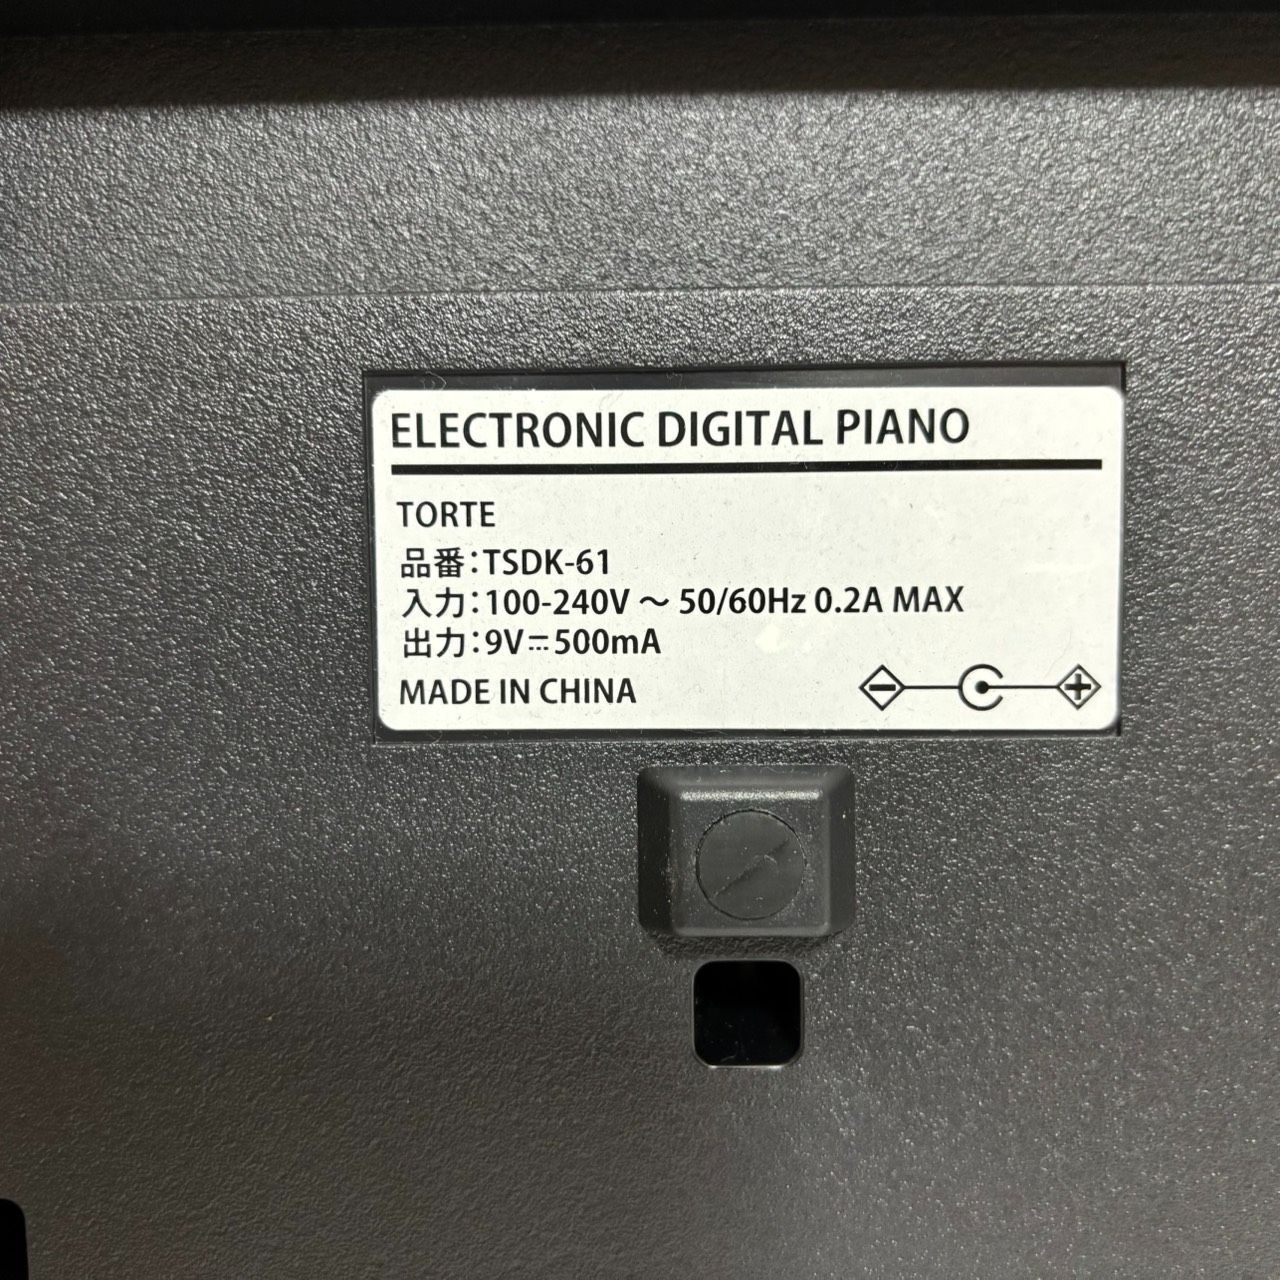 ELECTRONIC DIGITAL PIANO
TORTE
品番：TSDK-61
入力：100-240V ～ 50/60Hz 0.2A MAX
出力：9V⎓500mA
MADE IN CHINA